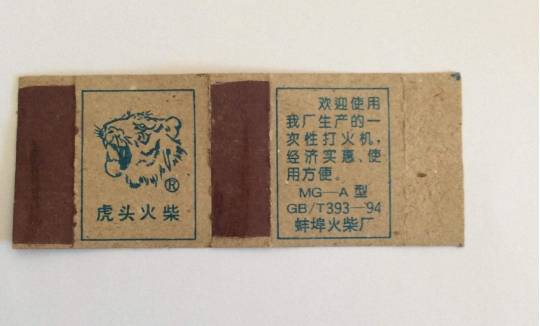 ®
虎头火柴
欢迎使用
我厂生产的一
次性打火机，
经济实惠、使
用方便。
MG—A型
GB/T393—94
蚌埠火柴厂